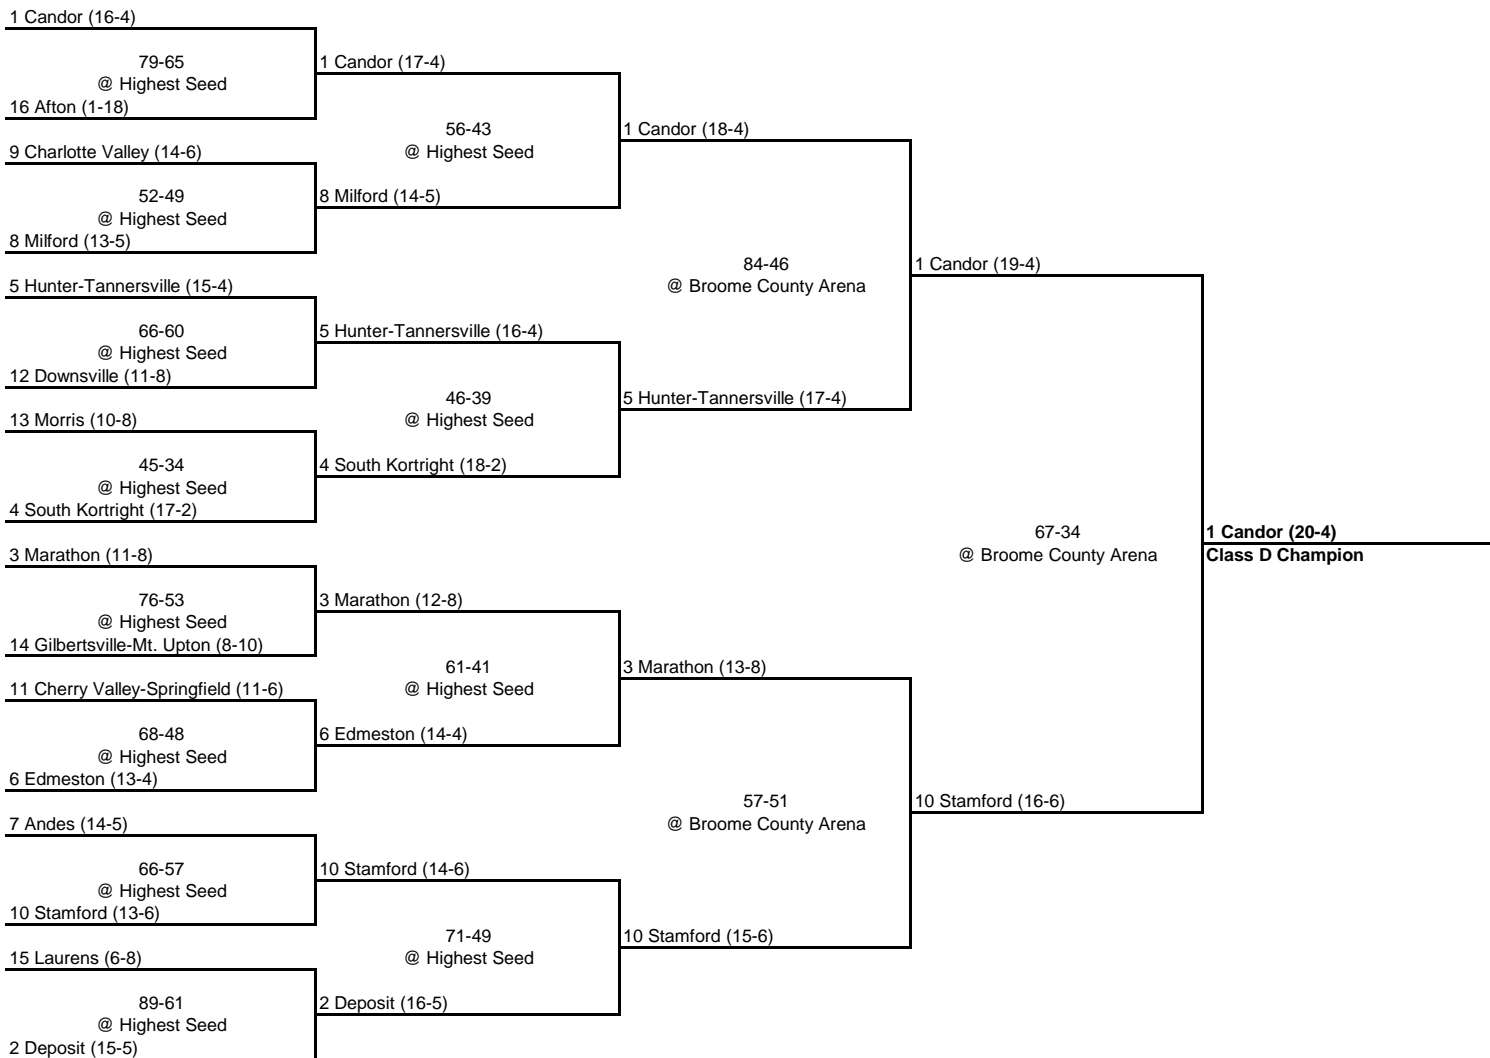 1 Candor (16-4)
79-65
@ Highest Seed
16 Afton (1-18)
9 Charlotte Valley (14-6)
52-49
@ Highest Seed
8 Milford (13-5)
5 Hunter-Tannersville (15-4)
66-60
@ Highest Seed
12 Downsville (11-8)
13 Morris (10-8)
45-34
@ Highest Seed
4 South Kortright (17-2)
3 Marathon (11-8)
76-53
@ Highest Seed
14 Gilbertsville-Mt. Upton (8-10)
11 Cherry Valley-Springfield (11-6)
68-48
@ Highest Seed
6 Edmeston (13-4)
7 Andes (14-5)
66-57
@ Highest Seed
10 Stamford (13-6)
15 Laurens (6-8)
89-61
@ Highest Seed
2 Deposit (15-5)
1 Candor (17-4)
56-43
@ Highest Seed
8 Milford (14-5)
5 Hunter-Tannersville (16-4)
46-39
@ Highest Seed
4 South Kortright (18-2)
3 Marathon (12-8)
61-41
@ Highest Seed
6 Edmeston (14-4)
10 Stamford (14-6)
71-49
@ Highest Seed
2 Deposit (16-5)
1 Candor (18-4)
84-46
@ Broome County Arena
5 Hunter-Tannersville (17-4)
3 Marathon (13-8)
57-51
@ Broome County Arena
10 Stamford (15-6)
1 Candor (19-4)
67-34
@ Broome County Arena
10 Stamford (16-6)
1 Candor (20-4)
Class D Champion